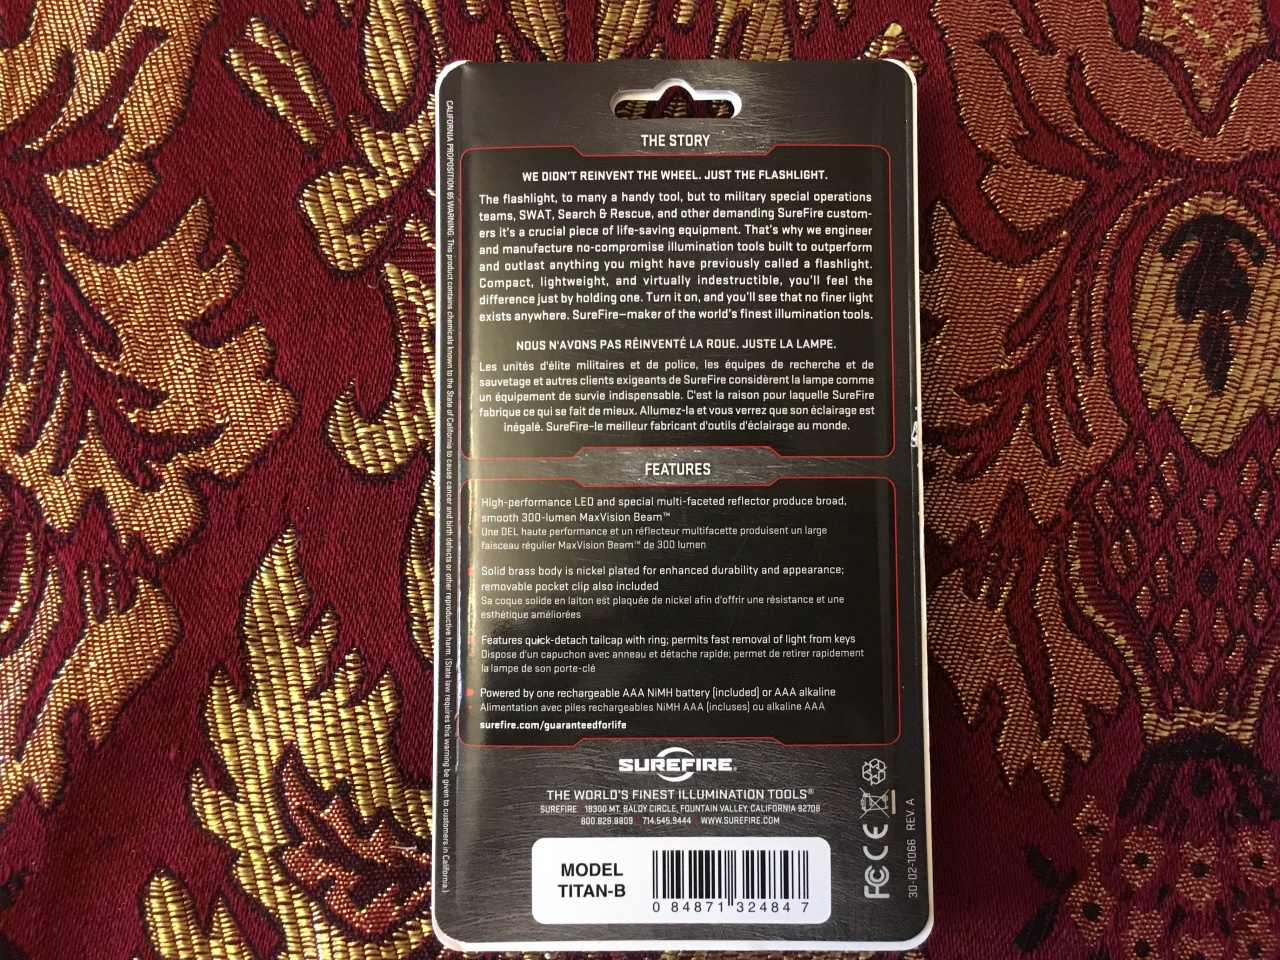 THE STORY
WE DIDN'T REINVENT THE WHEEL. JUST THE FLASHLIGHT.
The flashlight, to many a handy tool, but to military special operations
teams, SWAT, Search & Rescue, and other demanding SureFire custom-
ers it's a crucial piece of life-saving equipment. That's why we engineer
and manufacture no-compromise illumination tools built to outperform
and outlast anything you might have previously called a flashlight.
Compact, lightweight, and virtually indestructible, you'll feel the
difference just by holding one. Turn it on, and you'll see that no finer light
exists anywhere. SureFire—maker of the world's finest illumination tools.
NOUS N'AVONS PAS RÉINVENTÉ LA ROUE. JUSTE LA LAMPE.
Les unités d'élite militaires et de police, les équipes de recherche et de
sauvetage et autres clients exigeants de SureFire considèrent la lampe comme
un équipement de survie indispensable. C'est la raison pour laquelle SureFire
fabrique ce qui se fait de mieux. Allumez-la et vous verrez que son éclairage est
inégalé. SureFire-le meilleur fabricant d'outils d'éclairage au monde.
FEATURES
High-performance LED and special multi-faceted reflector produce broad,
smooth 300-lumen MaxVision Beam™
Une DEL haute performance et un réflecteur multifacette produisent un large
faisceau régulier MaxVision Beam™ de 300 lumen
Solid brass body is nickel plated for enhanced durability and appearance;
removable pocket clip also included
Sa coque solide en laiton est plaquée de nickel afin d'offrir une résistance et une
esthétique améliorées
Features quick-detach tailcap with ring; permits fast removal of light from keys
Dispose d'un capuchon avec anneau et détache rapide; permet de retirer rapidement
la lampe de son porte-clé
Powered by one rechargeable AAA NiMH battery (included) or AAA alkaline
Alimentation avec piles rechargeables NiMH AAA (incluses) ou alkaline AAA
surefire.com/guaranteedforlife
SUREFIRE®
THE WORLD'S FINEST ILLUMINATION TOOLS®
SUREFIRE 18300 MT. BALDY CIRCLE, FOUNTAIN VALLEY, CALIFORNIA 92708
800.828.8809 714.545.9444 WWW.SUREFIRE.COM
MODEL
TITAN-B
0 84871 32484 7
CALIFORNIA PROPOSITION 65 WARNING: This product contains chemicals known to the State of California to cause cancer and birth defects or other reproductive harm. (State law requires this warning be given to customers in California.)
FC CE
30-02-1066 REV. A